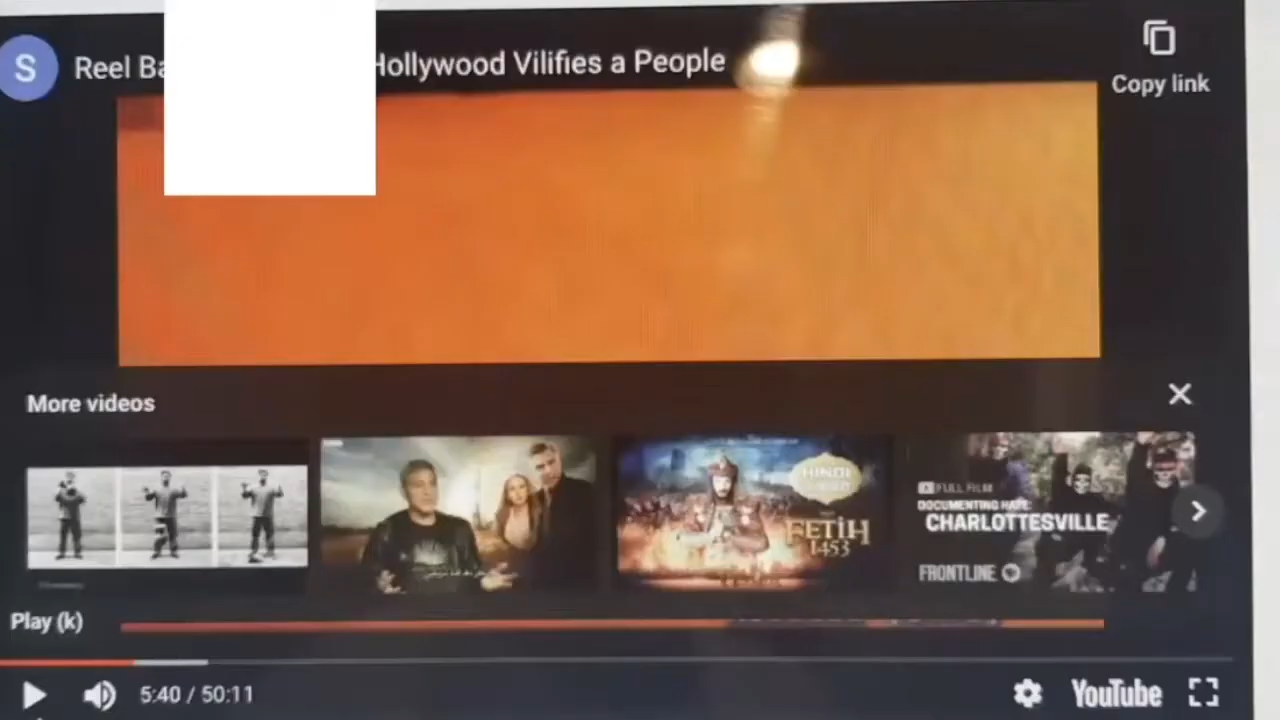 S
Reel Ba
Hollywood Vilifies a People
Copy link
More videos
HINDI
FETIH
1453
FULL FILM
DOCUMENTING HATE:
CHARLOTTESVILLE
FRONTLINE
Play (k)
5:40 / 50:11
YouTube